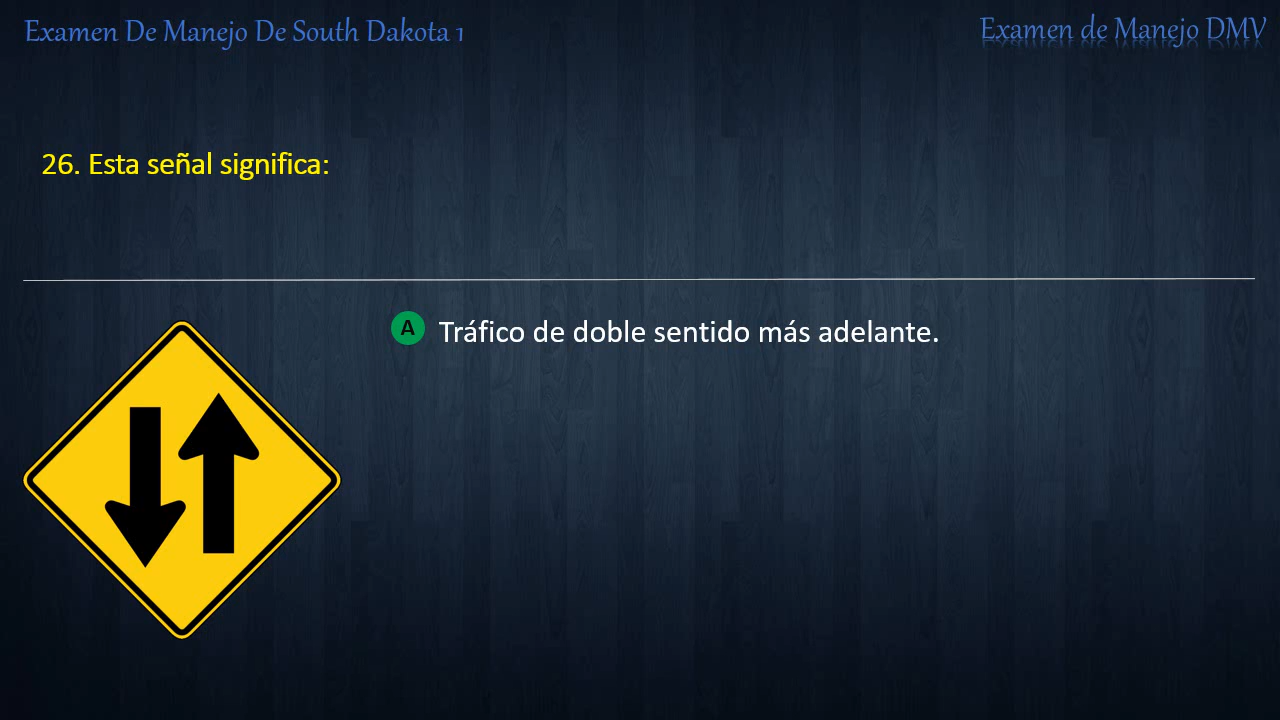 Examen De Manejo De South Dakota 1
Examen de Manejo DMV
26. Esta señal significa:
A Tráfico de doble sentido más adelante.